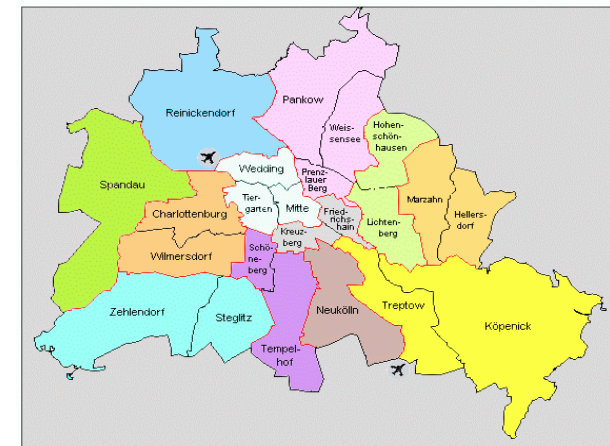 Reinickendorf
Pankow
Weis-
sensee
Hohen-
schön-
hausen
Wedding
Prenz-
lauer
Berg
Spandau
Charlottenburg
Tier-
garten
Mitte
Fried-
richs-
hain
Lichten-
berg
Marzahn
Hellers-
dorf
Kreuz-
berg
Wilmersdorf
Schö-
ne-
berg
Zehlendorf
Steglitz
Tempel-
hof
Neukölln
Treptow
Köpenick